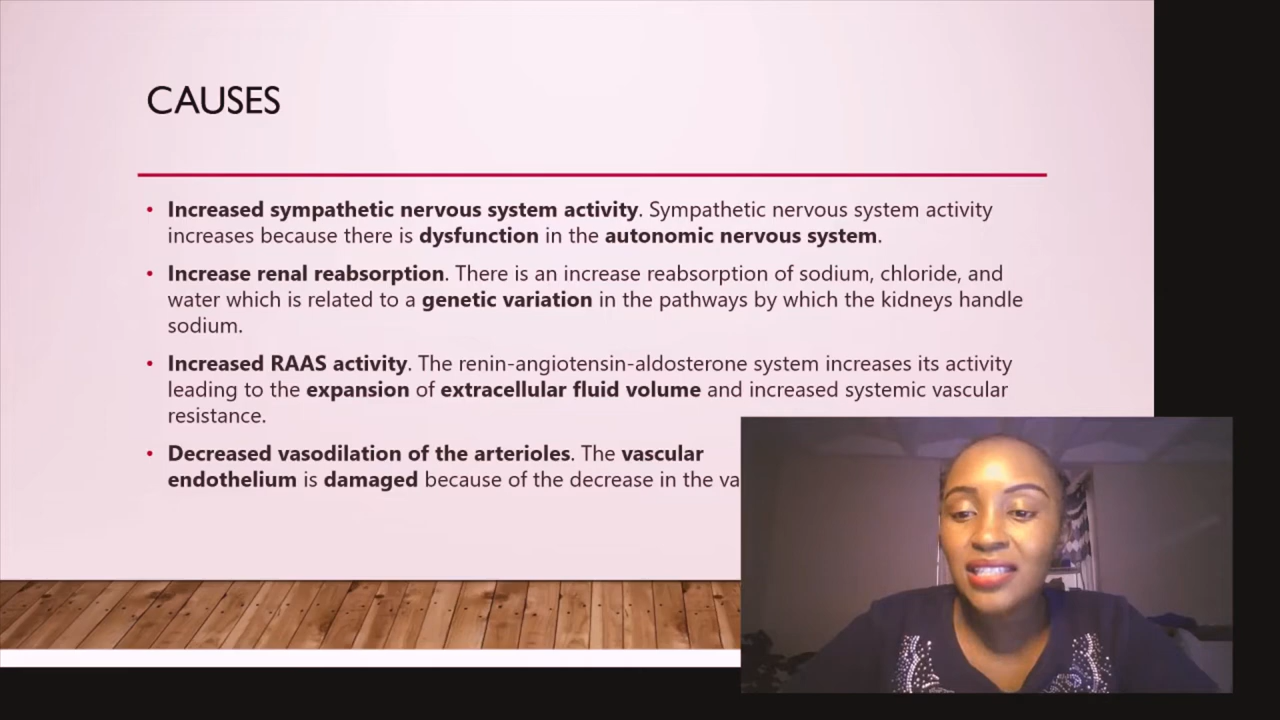 CAUSES
• Increased sympathetic nervous system activity. Sympathetic nervous system activity
increases because there is dysfunction in the autonomic nervous system.
• Increase renal reabsorption. There is an increase reabsorption of sodium, chloride, and
water which is related to a genetic variation in the pathways by which the kidneys handle
sodium.
• Increased RAAS activity. The renin-angiotensin-aldosterone system increases its activity
leading to the expansion of extracellular fluid volume and increased systemic vascular
resistance.
• Decreased vasodilation of the arterioles. The vascular
endothelium is damaged because of the decrease in the